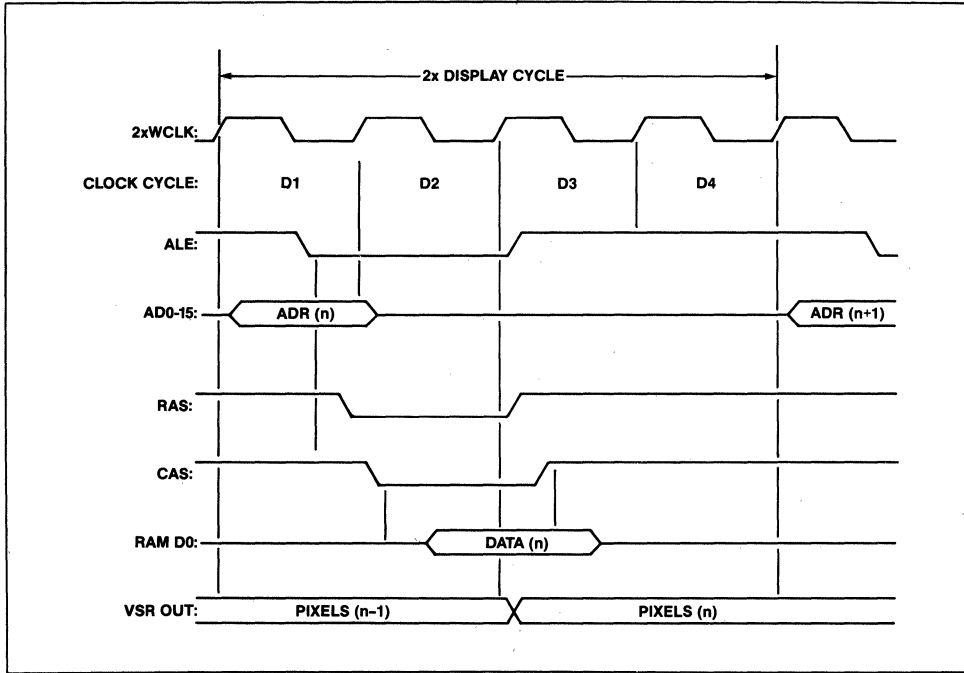 2x DISPLAY CYCLE
2xWCLK:
CLOCK CYCLE: D1 D2 D3 D4
ALE:
AD0-15: ADR (n) ADR (n+1)
RAS:
CAS:
RAM D0: DATA (n)
VSR OUT: PIXELS (n–1) PIXELS (n)